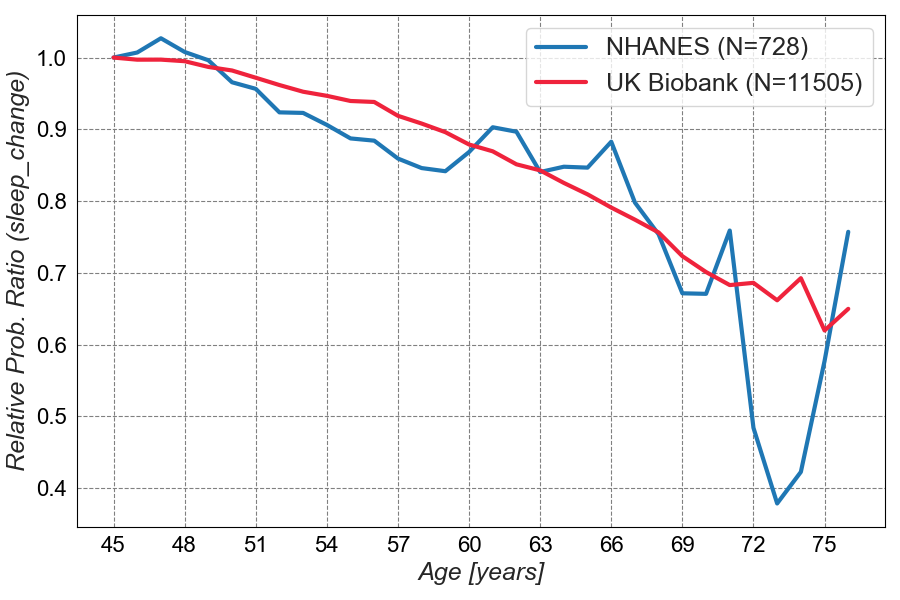 NHANES (N=728)
UK Biobank (N=11505)
Relative Prob. Ratio (sleep_change)
1.0
0.9
0.8
0.7
0.6
0.5
0.4
45 48 51 54 57 60 63 66 69 72 75
Age [years]